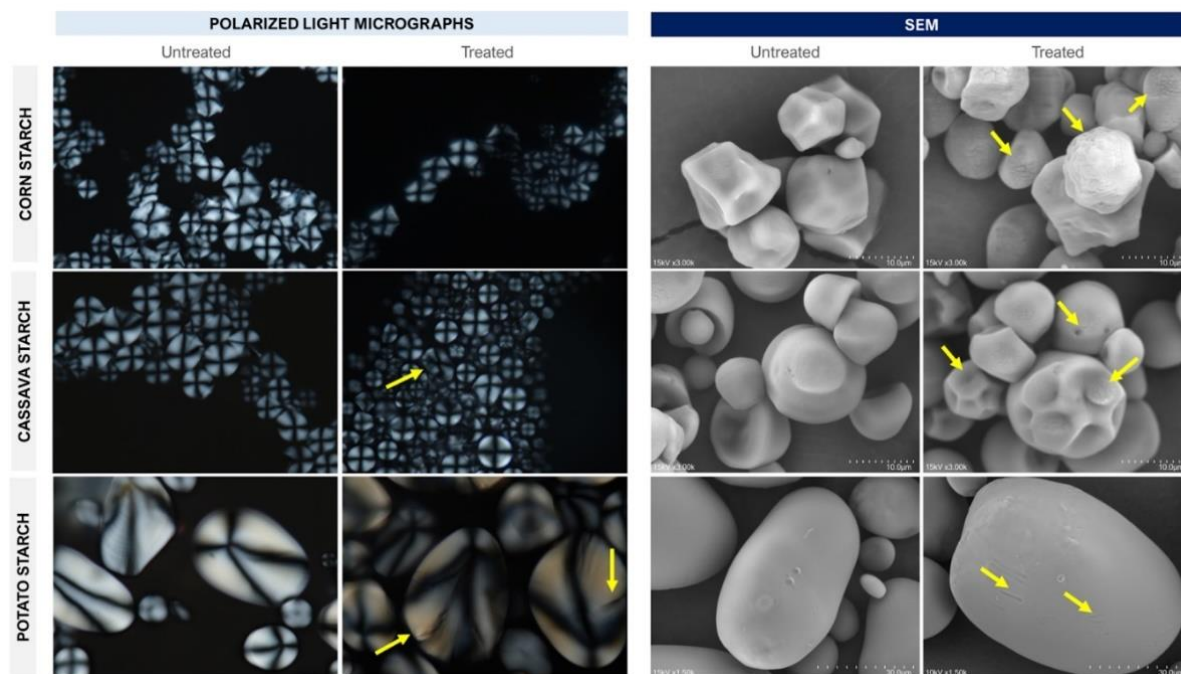 POLARIZED LIGHT MICROGRAPHS
SEM
Untreated
Treated
Untreated
Treated
CORN STARCH
15kV x3.00k
10.0µm
15kV x3.00k
10.0µm
CASSAVA STARCH
15kV x3.00k
10.0µm
15kV x3.00k
10.0µm
POTATO STARCH
15kV x1.50k
30.0µm
10kV x1.50k
30.0µm